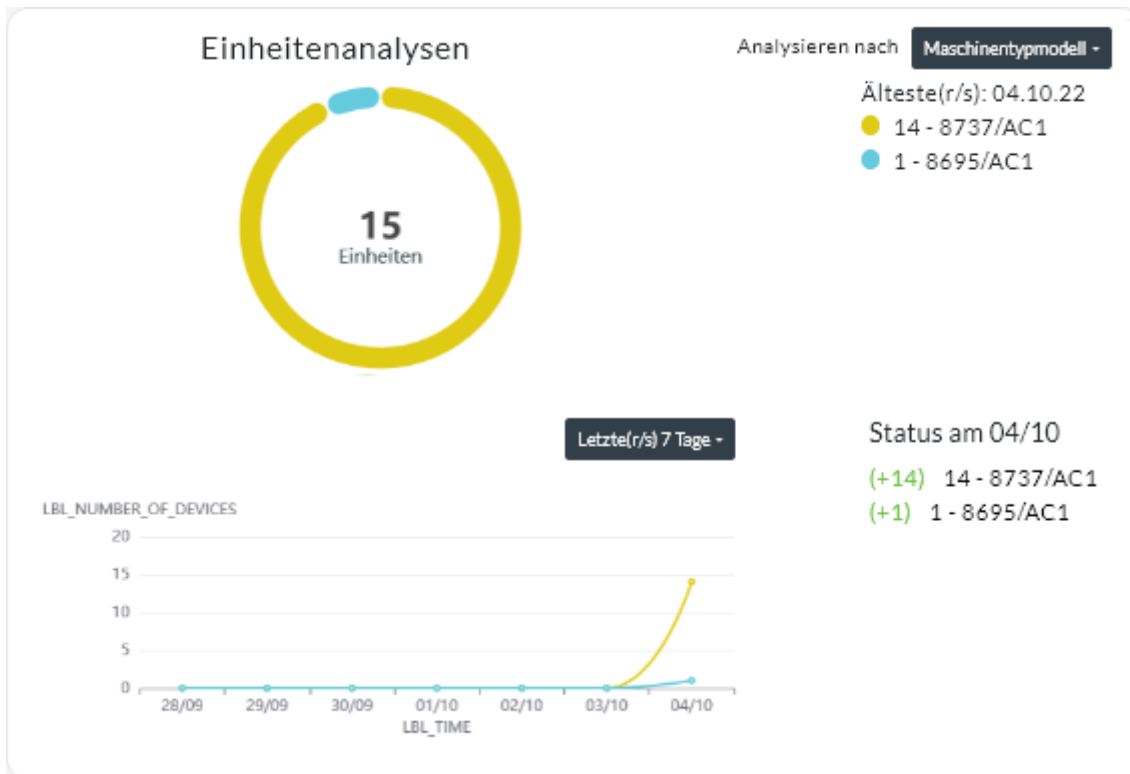 Einheitenanalysen
Analysieren nach Maschinentypmodell
Älteste(r/s): 04.10.22
14 - 8737/AC1
1 - 8695/AC1
15
Einheiten
Letzte(r/s) 7 Tage
Status am 04/10
(+14) 14 - 8737/AC1
(+1) 1 - 8695/AC1
LBL_NUMBER_OF_DEVICES
20
15
10
5
0
28/09 29/09 30/09 01/10 02/10 03/10 04/10
LBL_TIME